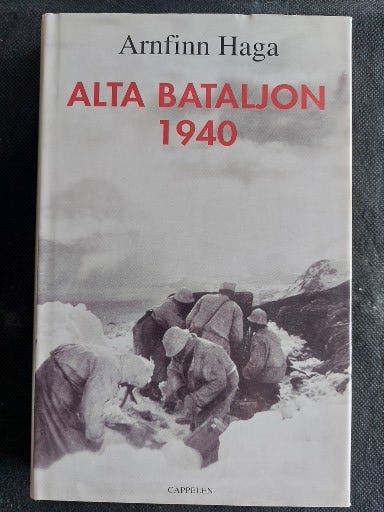 Arnfinn Haga
ALTA BATALJON
1940
CAPPELEN